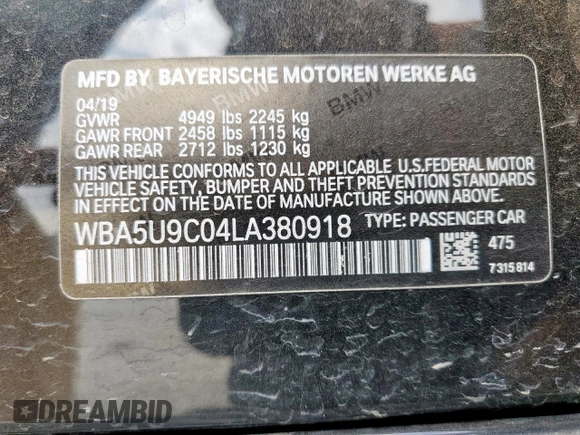 MFD BY BAYERISCHE MOTOREN WERKE AG
04/19
GVWR 4949 lbs 2245 kg
GAWR FRONT 2458 lbs 1115 kg
GAWR REAR 2712 lbs 1230 kg
THIS VEHICLE CONFORMS TO ALL APPLICABLE U.S.FEDERAL MOTOR
VEHICLE SAFETY, BUMPER AND THEFT PREVENTION STANDARDS
IN EFFECT ON THE DATE OF MANUFACTURE SHOWN ABOVE.
WBA5U9C04LA380918 TYPE: PASSENGER CAR
475
7315814
DREAMBID